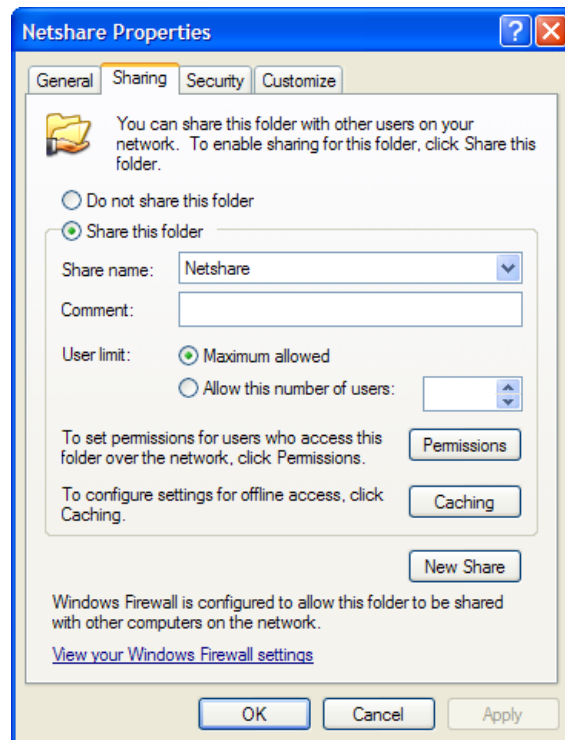 Netshare Properties
General Sharing Security Customize
You can share this folder with other users on your
network. To enable sharing for this folder, click Share this
folder.
Do not share this folder
Share this folder
Share name: Netshare
Comment:
User limit: Maximum allowed
Allow this number of users:
To set permissions for users who access this
folder over the network, click Permissions.
Permissions
To configure settings for offline access, click
Caching.
Caching
New Share
Windows Firewall is configured to allow this folder to be shared
with other computers on the network.
View your Windows Firewall settings
OK Cancel Apply